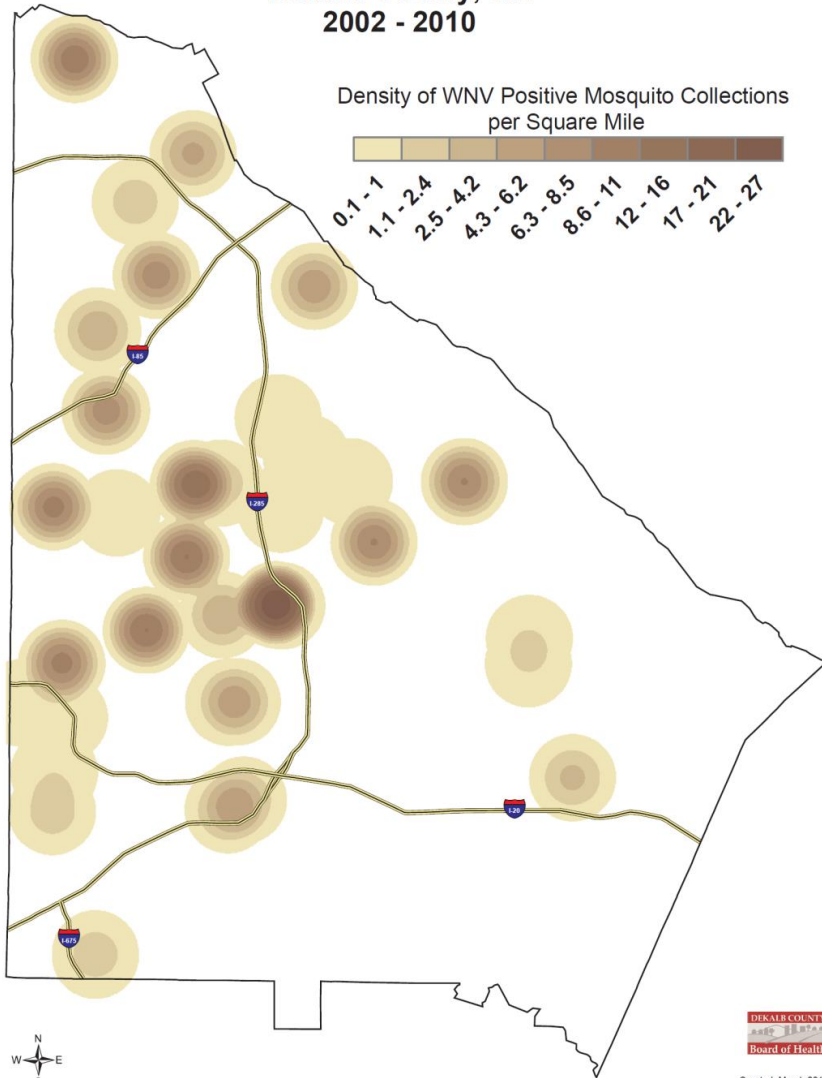 2002 - 2010
Density of WNV Positive Mosquito Collections
per Square Mile
0.1 - 1
1.1 - 2.4
2.5 - 4.2
4.3 - 6.2
6.3 - 8.5
8.6 - 11
12 - 16
17 - 21
22 - 27
I-85
I-285
I-20
I-675
N
W E
DEKALB COUNTY
Board of Health